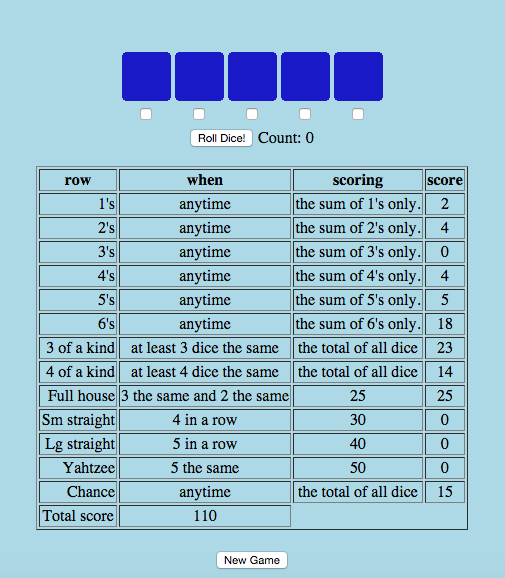 Roll Dice! Count: 0
row when scoring score
1's anytime the sum of 1's only. 2
2's anytime the sum of 2's only. 4
3's anytime the sum of 3's only. 0
4's anytime the sum of 4's only. 4
5's anytime the sum of 5's only. 5
6's anytime the sum of 6's only. 18
3 of a kind at least 3 dice the same the total of all dice 23
4 of a kind at least 4 dice the same the total of all dice 14
Full house 3 the same and 2 the same 25 25
Sm straight 4 in a row 30 0
Lg straight 5 in a row 40 0
Yahtzee 5 the same 50 0
Chance anytime the total of all dice 15
Total score 110
New Game